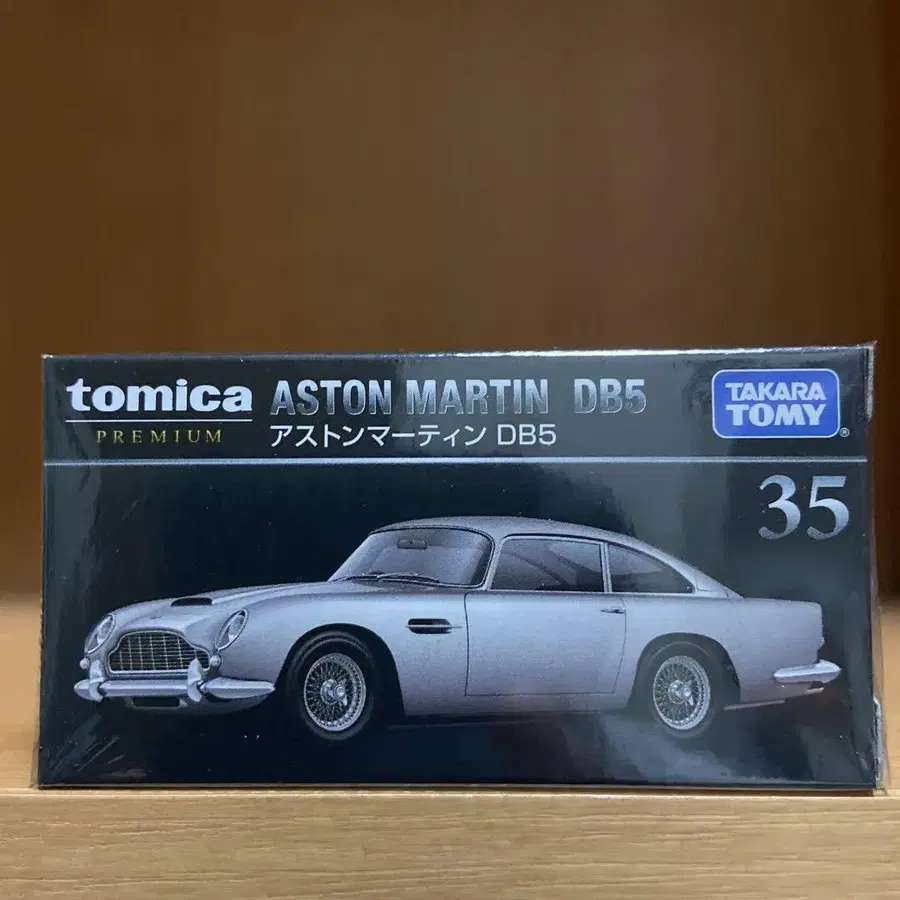 tomica
PREMIUM
ASTON MARTIN DB5
アストンマーティン DB5
TAKARA
TOMY®
35